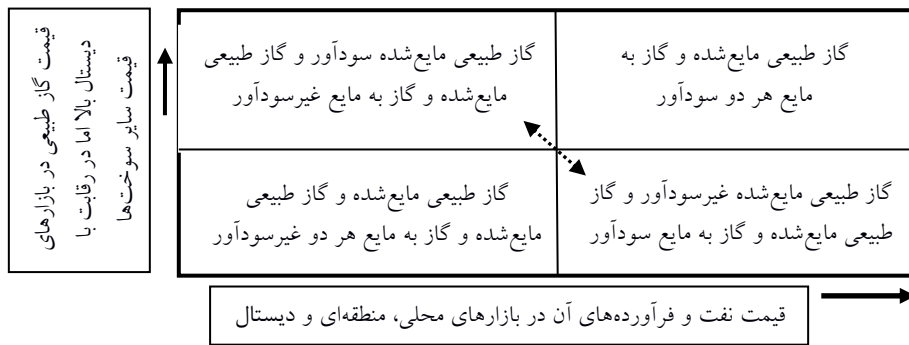 گاز طبیعی مایع‌شده و گاز به
مایع هر دو سودآور
گاز طبیعی مایع‌شده سودآور و گاز طبیعی
مایع‌شده و گاز به مایع غیرسودآور
گاز طبیعی مایع‌شده غیرسودآور و گاز
طبیعی مایع‌شده و گاز به مایع سودآور
گاز طبیعی مایع‌شده و گاز طبیعی
مایع‌شده و گاز به مایع هر دو غیرسودآور
قیمت گاز طبیعی در بازارهای
دیستال بالا اما در رقابت با
قیمت سایر سوخت‌ها
قیمت نفت و فرآورده‌های آن در بازارهای محلی، منطقه‌ای و دیستال